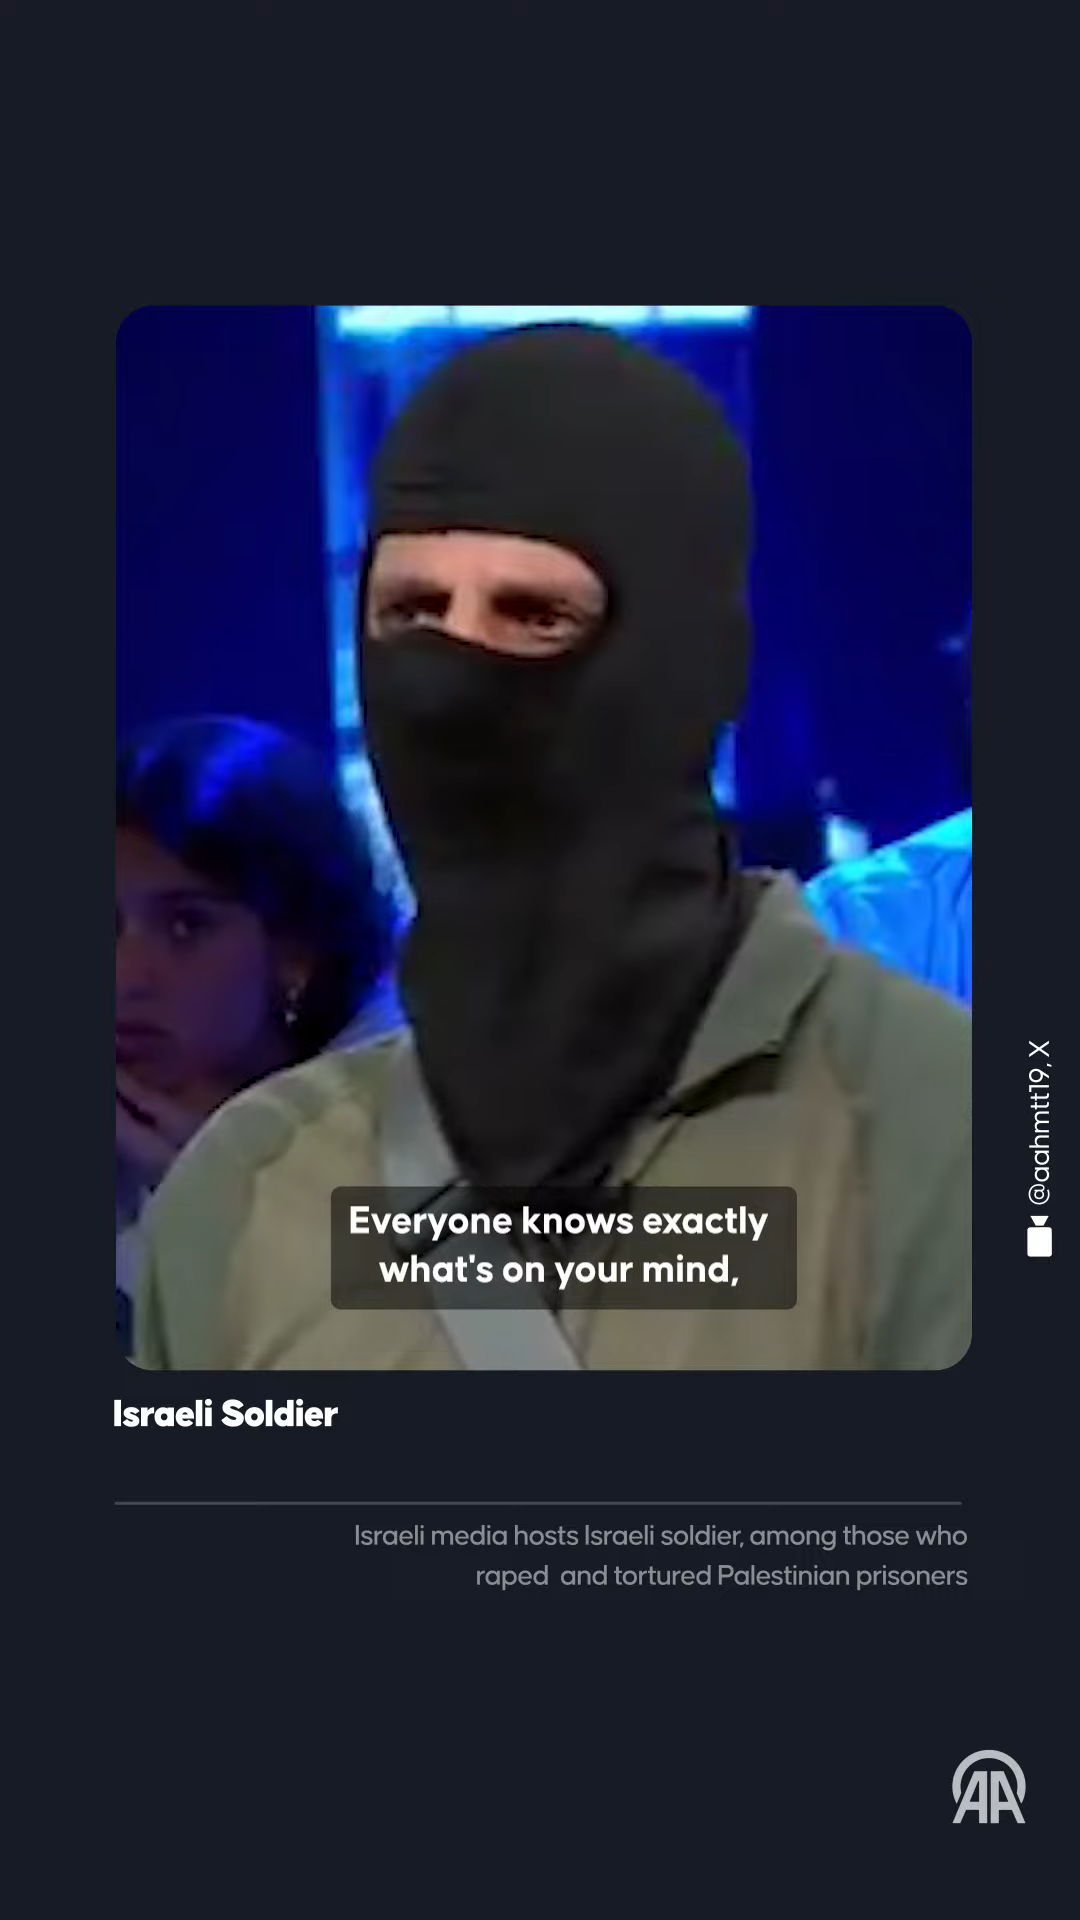 Everyone knows exactly
what's on your mind,
@aahmtt19, X
Israeli Soldier
Israeli media hosts Israeli soldier, among those who
raped  and tortured Palestinian prisoners
AA